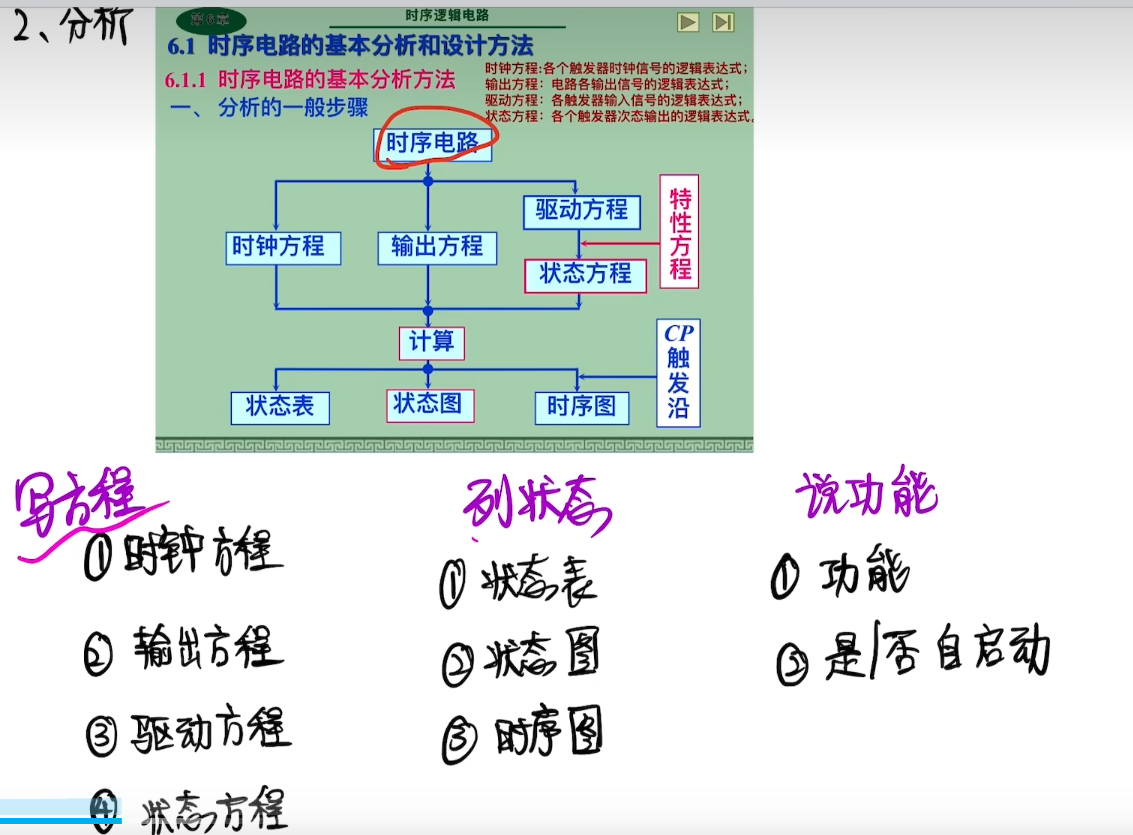 2、分析
第6章
时序逻辑电路
6.1 时序电路的基本分析和设计方法
6.1.1 时序电路的基本分析方法
一、 分析的一般步骤
时钟方程:各个触发器时钟信号的逻辑表达式；
输出方程：电路各输出信号的逻辑表达式；
驱动方程：各触发器输入信号的逻辑表达式；
状态方程：各个触发器次态输出的逻辑表达式。
时序电路
驱动方程
特性方程
时钟方程
输出方程
状态方程
计算
CP触发沿
状态表
状态图
时序图
写方程
①时钟方程
②输出方程
③驱动方程
④状态方程
列状态
①状态表
②状态图
③时序图
说功能
①功能
②是/否自启动